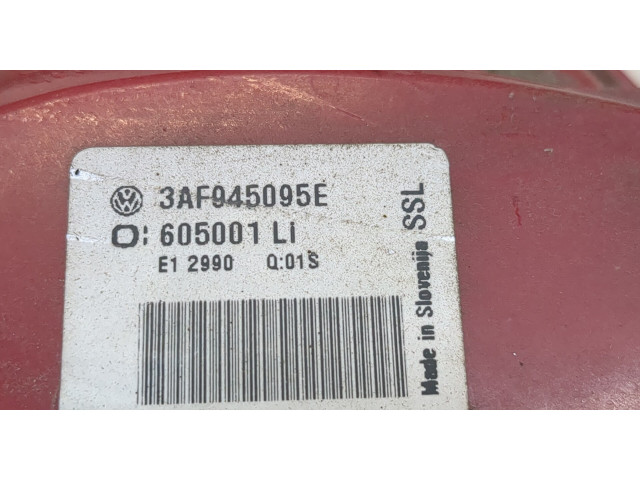 3AF945095E
O: 605001 Li
E1 2990 Q:01S
Made in Slovenija SSL